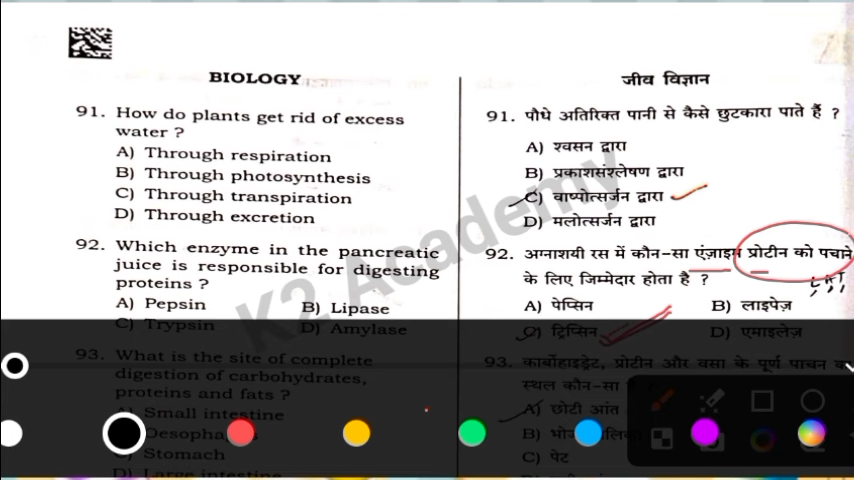 BIOLOGY
91. How do plants get rid of excess
water ?
A) Through respiration
B) Through photosynthesis
C) Through transpiration
D) Through excretion
92. Which enzyme in the pancreatic
juice is responsible for digesting
proteins ?
A) Pepsin B) Lipase
C) Trypsin D) Amylase
93. What is the site of complete
digestion of carbohydrates,
proteins and fats ?
A) Small intestine
Stomach
D) Large intestine
जीव विज्ञान
91. पौधे अतिरिक्त पानी से कैसे छुटकारा पाते हैं ?
A) श्वसन द्वारा
B) प्रकाशसंश्लेषण द्वारा
C) वाष्पोत्सर्जन द्वारा
D) मलोत्सर्जन द्वारा
92. अग्नाशयी रस में कौन-सा एंज़ाइम प्रोटीन को पचाने
के लिए जिम्मेदार होता है ?
A) पेप्सिन B) लाइपेज़
C) ट्रिप्सिन D) एमाइलेज़
93. कार्बोहाइड्रेट, प्रोटीन और वसा के पूर्ण पाचन
स्थल कौन-सा
A) छोटी आंत
B)
C) पेट
K2 Academy